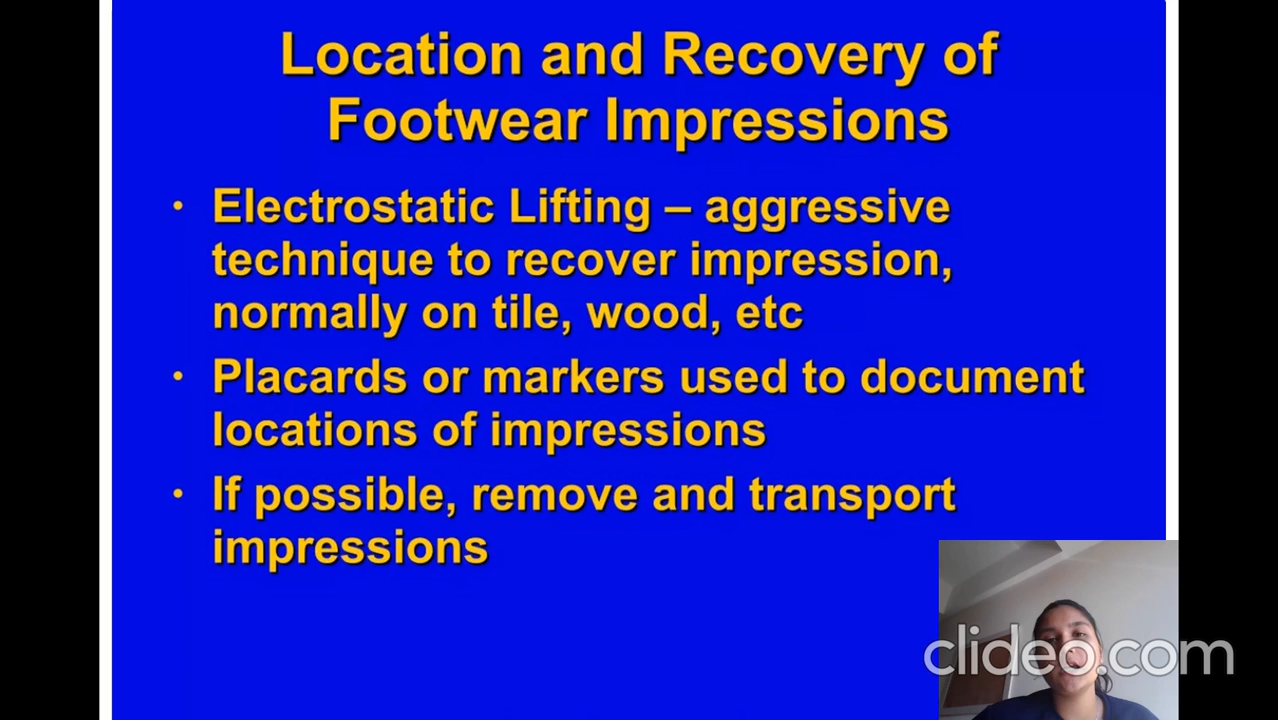 Location and Recovery of
Footwear Impressions
• Electrostatic Lifting – aggressive
technique to recover impression,
normally on tile, wood, etc
• Placards or markers used to document
locations of impressions
• If possible, remove and transport
impressions
clideo.com